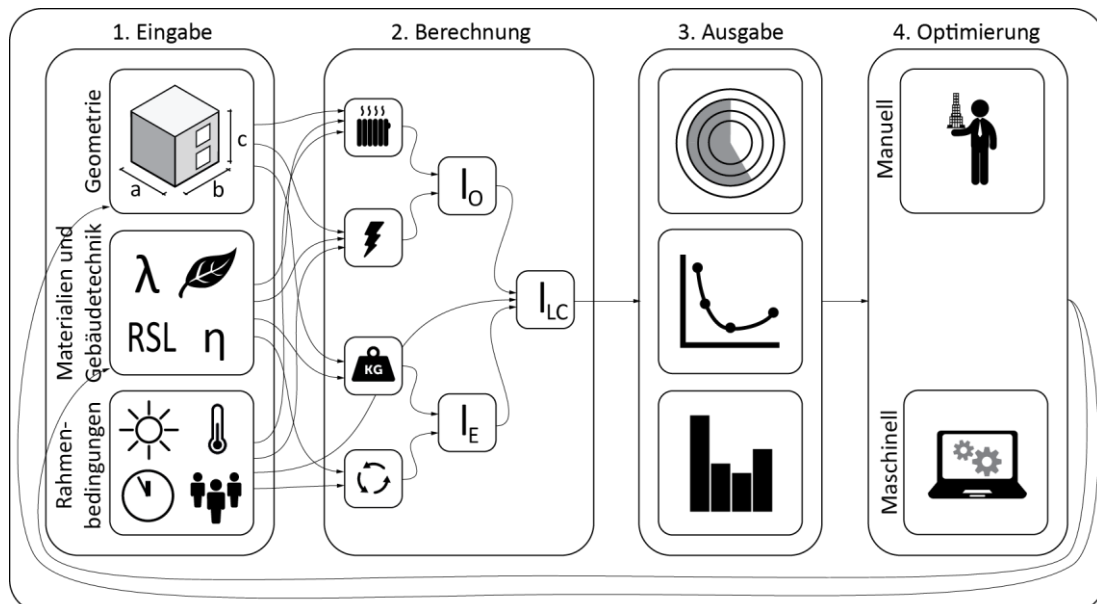 1. Eingabe
2. Berechnung
3. Ausgabe
4. Optimierung
Geometrie
c
a
b
Materialien und
Gebäudetechnik
λ
RSL
η
Rahmen-
bedingungen
KG
I_O
I_E
I_LC
Manuell
Maschinell